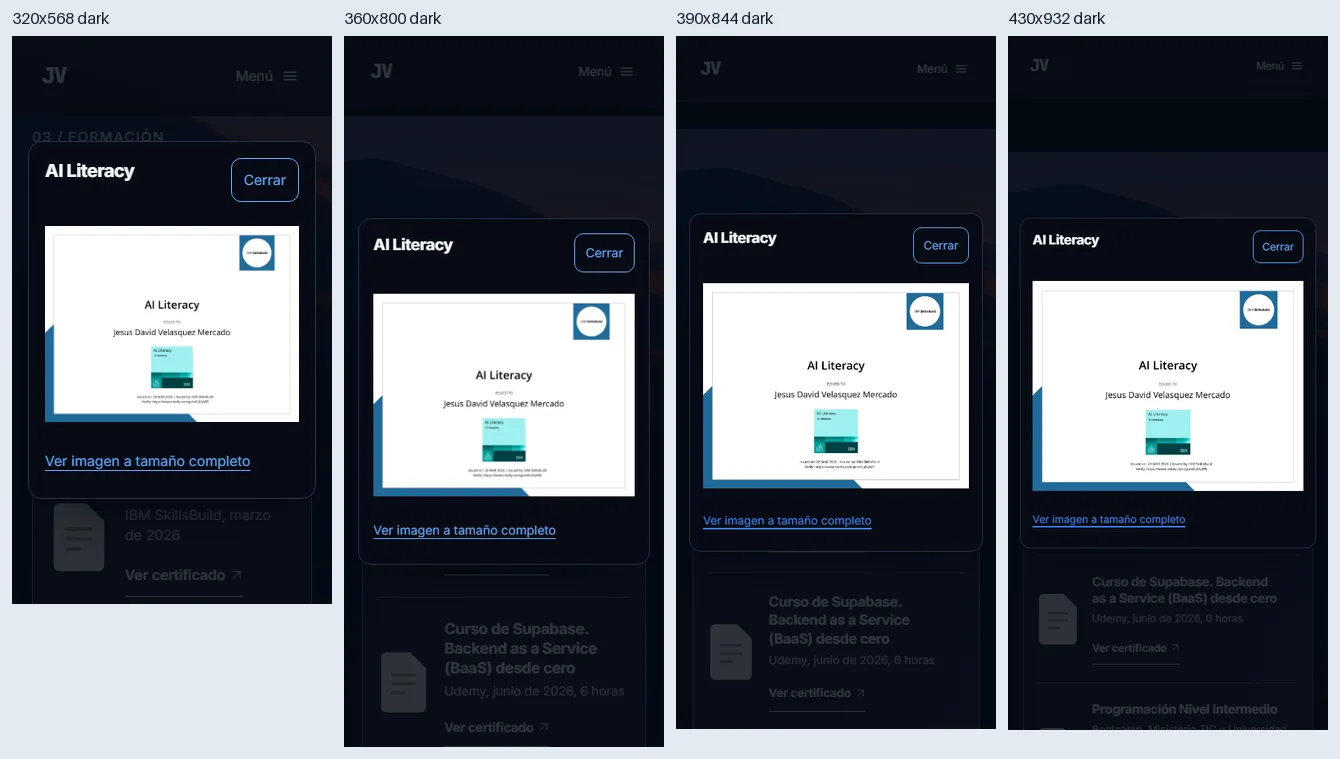 320x568 dark
360x800 dark
390x844 dark
430x932 dark
JV
Menú
03 / FORMACIÓN
AI Literacy
Cerrar
AI Literacy
Jesus David Velasquez Mercado
Ver imagen a tamaño completo
IBM SkillsBuild, marzo
de 2026
Ver certificado
JV
Menú
AI Literacy
Cerrar
AI Literacy
Jesus David Velasquez Mercado
Ver imagen a tamaño completo
Curso de Supabase.
Backend as a Service
(BaaS) desde cero
Udemy, junio de 2026, 6 horas
Ver certificado
JV
Menú
AI Literacy
Cerrar
AI Literacy
Jesus David Velasquez Mercado
Ver imagen a tamaño completo
Curso de Supabase.
Backend as a Service
(BaaS) desde cero
Udemy, junio de 2026, 6 horas
Ver certificado
JV
Menú
AI Literacy
Cerrar
AI Literacy
Jesus David Velasquez Mercado
Ver imagen a tamaño completo
Curso de Supabase. Backend
as a Service (BaaS) desde cero
Udemy, junio de 2026, 6 horas
Ver certificado
Programación Nivel Intermedio